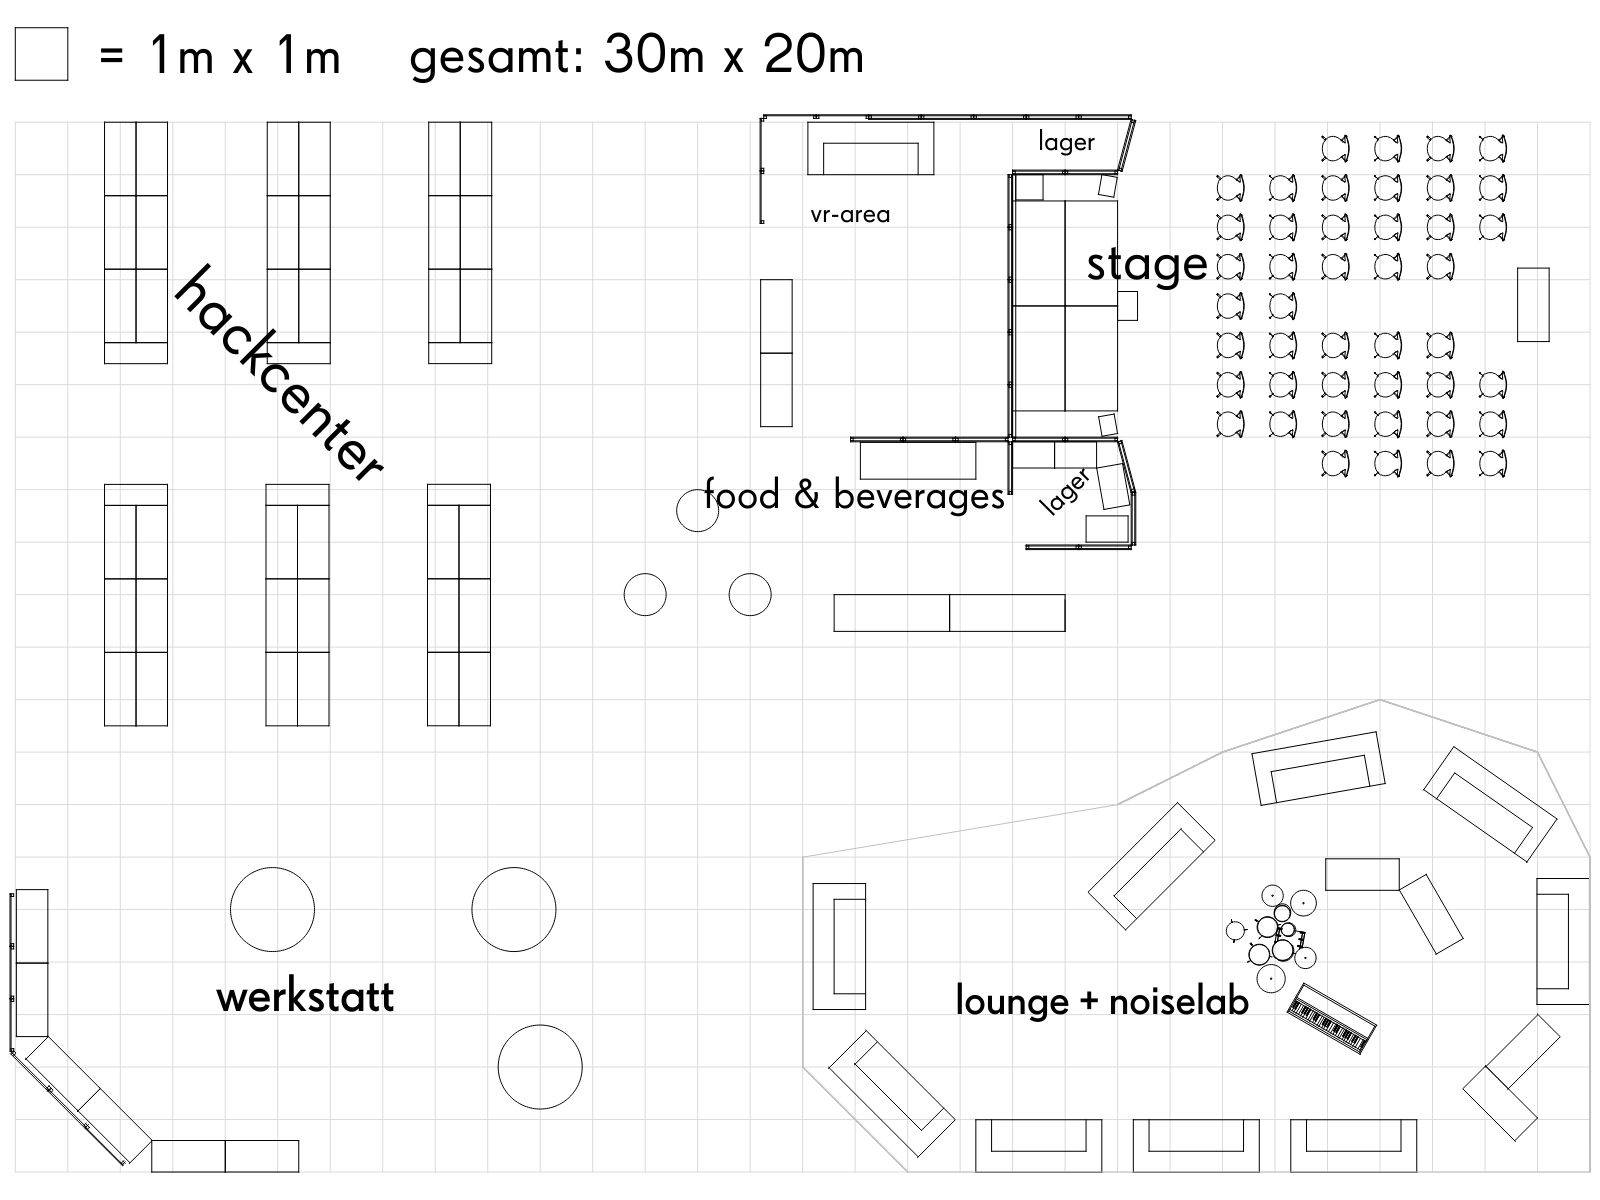 = 1m x 1m gesamt: 30m x 20m
lager
vr-area
stage
hackcenter
food & beverages
lager
werkstatt
lounge + noiselab